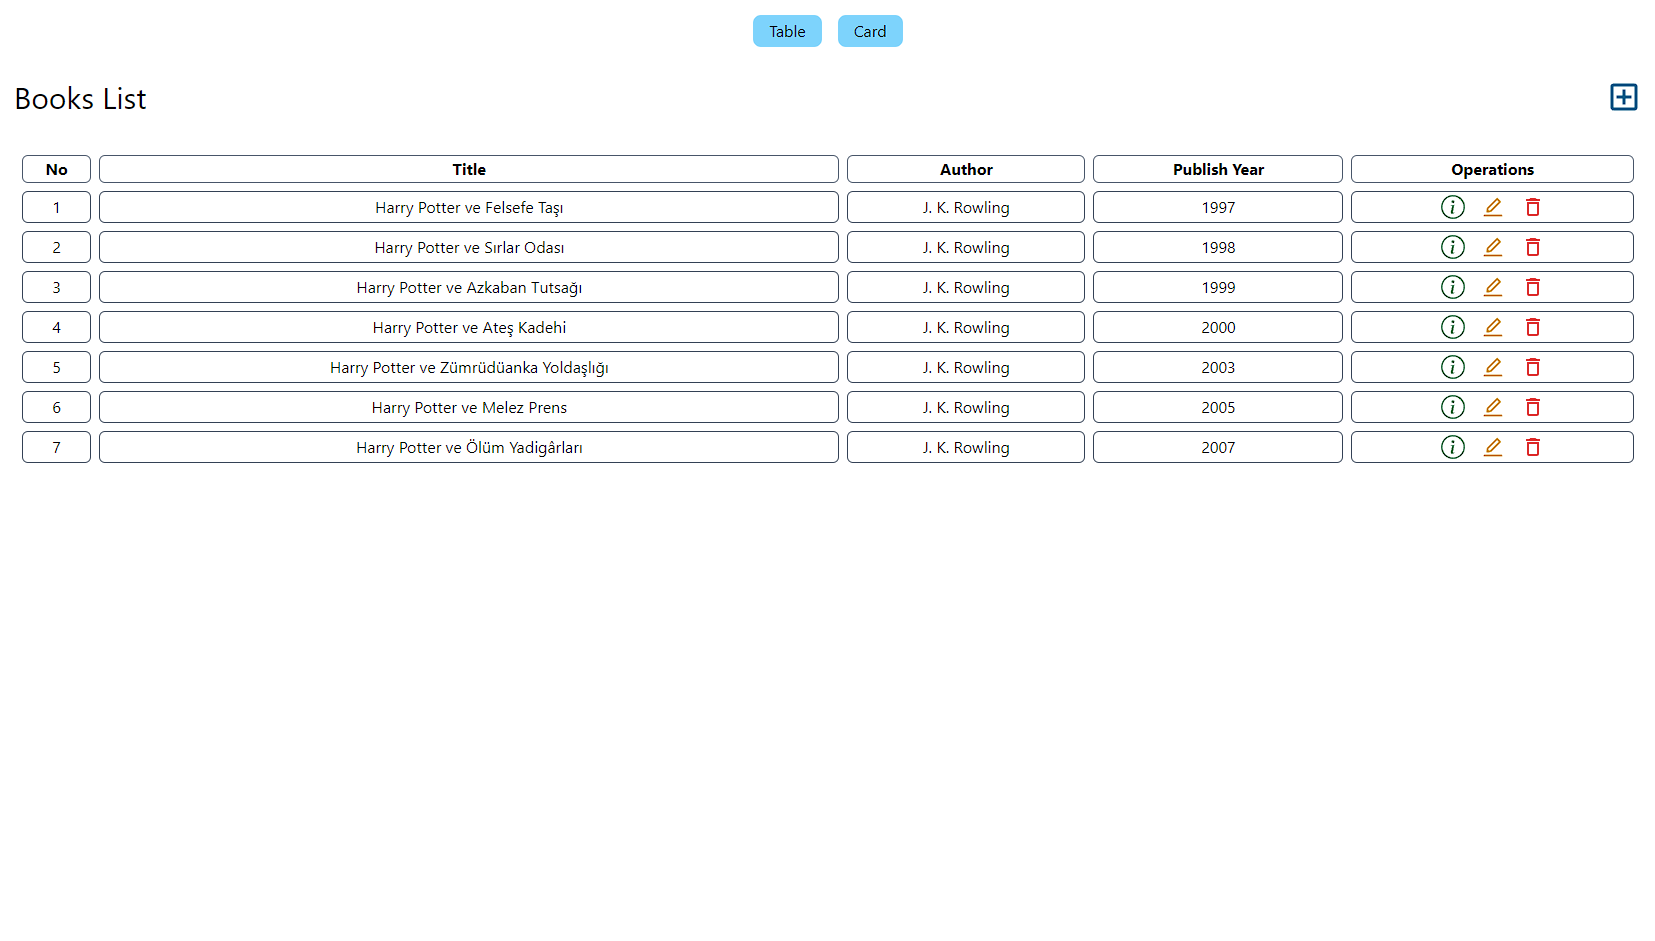 Table Card
Books List
No Title Author Publish Year Operations
1 Harry Potter ve Felsefe Taşı J. K. Rowling 1997
2 Harry Potter ve Sırlar Odası J. K. Rowling 1998
3 Harry Potter ve Azkaban Tutsağı J. K. Rowling 1999
4 Harry Potter ve Ateş Kadehi J. K. Rowling 2000
5 Harry Potter ve Zümrüdüanka Yoldaşlığı J. K. Rowling 2003
6 Harry Potter ve Melez Prens J. K. Rowling 2005
7 Harry Potter ve Ölüm Yadigârları J. K. Rowling 2007